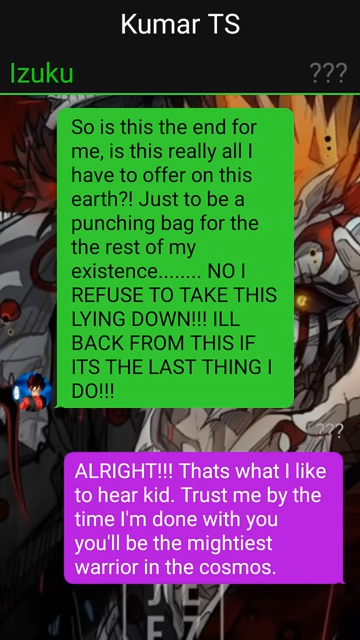 Kumar TS
Izuku
???
So is this the end for
me, is this really all I
have to offer on this
earth?! Just to be a
punching bag for the
the rest of my
existence........ NO I
REFUSE TO TAKE THIS
LYING DOWN!!! ILL
BACK FROM THIS IF
ITS THE LAST THING I
DO!!!
???
ALRIGHT!!! Thats what I like
to hear kid. Trust me by the
time I'm done with you
you'll be the mightiest
warrior in the cosmos.